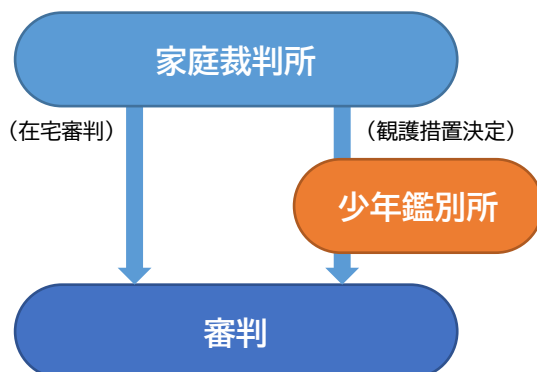 家庭裁判所
（在宅審判）
（観護措置決定）
少年鑑別所
審判